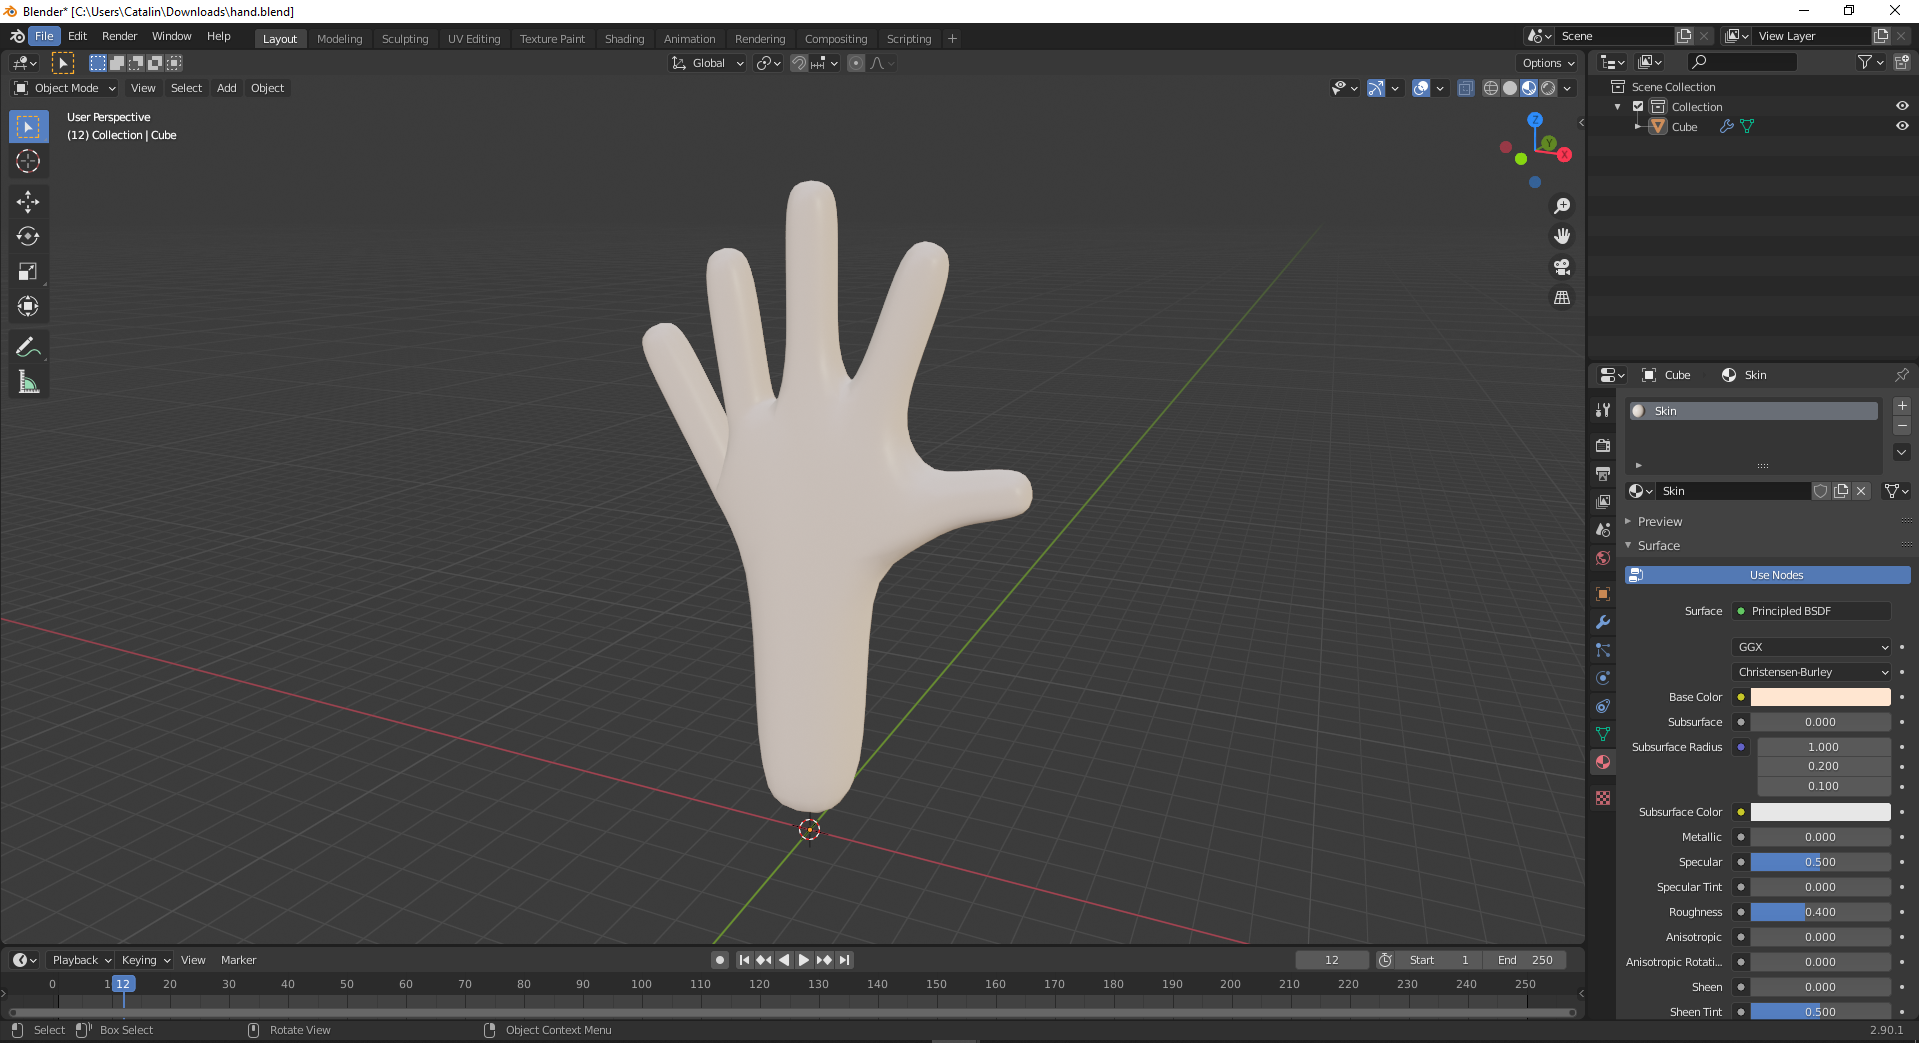 Blender* [C:\Users\Catalin\Downloads\hand.blend]
File Edit Render Window Help Layout Modeling Sculpting UV Editing Texture Paint Shading Animation Rendering Compositing Scripting + Scene View Layer
Global Options
Object Mode View Select Add Object
User Perspective
(12) Collection | Cube
Z
Y
X
Scene Collection
Collection
Cube
Cube Skin
Skin
Skin
Preview
Surface
Use Nodes
Surface Principled BSDF
GGX
Christensen-Burley
Base Color
Subsurface 0.000
Subsurface Radius 1.000
0.200
0.100
Subsurface Color
Metallic 0.000
Specular 0.500
Specular Tint 0.000
Roughness 0.400
Anisotropic 0.000
Anisotropic Rotati... 0.000
Sheen 0.000
Sheen Tint 0.500
Playback Keying View Marker 12 Start 1 End 250
0 12 20 30 40 50 60 70 80 90 100 110 120 130 140 150 160 170 180 190 200 210 220 230 240 250
Select Box Select Rotate View Object Context Menu 2.90.1